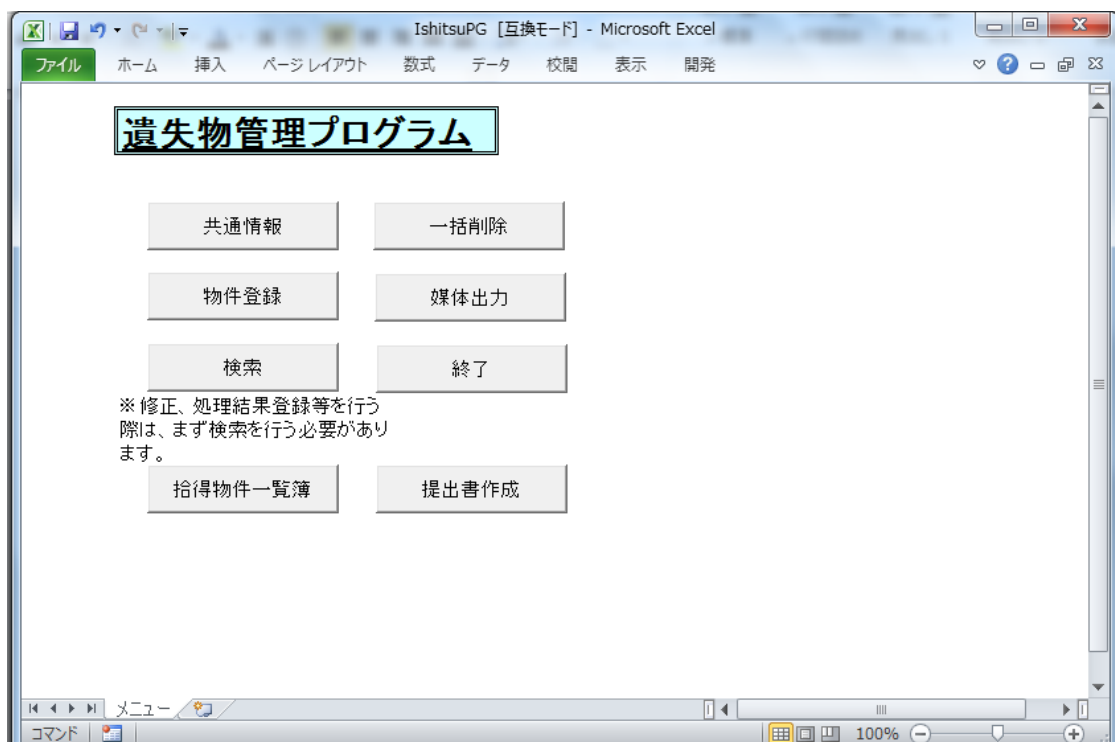 IshitsuPG [互換モード] - Microsoft Excel
ファイル ホーム 挿入 ページ レイアウト 数式 データ 校閲 表示 開発
遺失物管理プログラム
共通情報 一括削除
物件登録 媒体出力
検索 終了
※修正、処理結果登録等を行う
際は、まず検索を行う必要があり
ます。
拾得物件一覧簿 提出書作成
メニュー
コマンド 100%